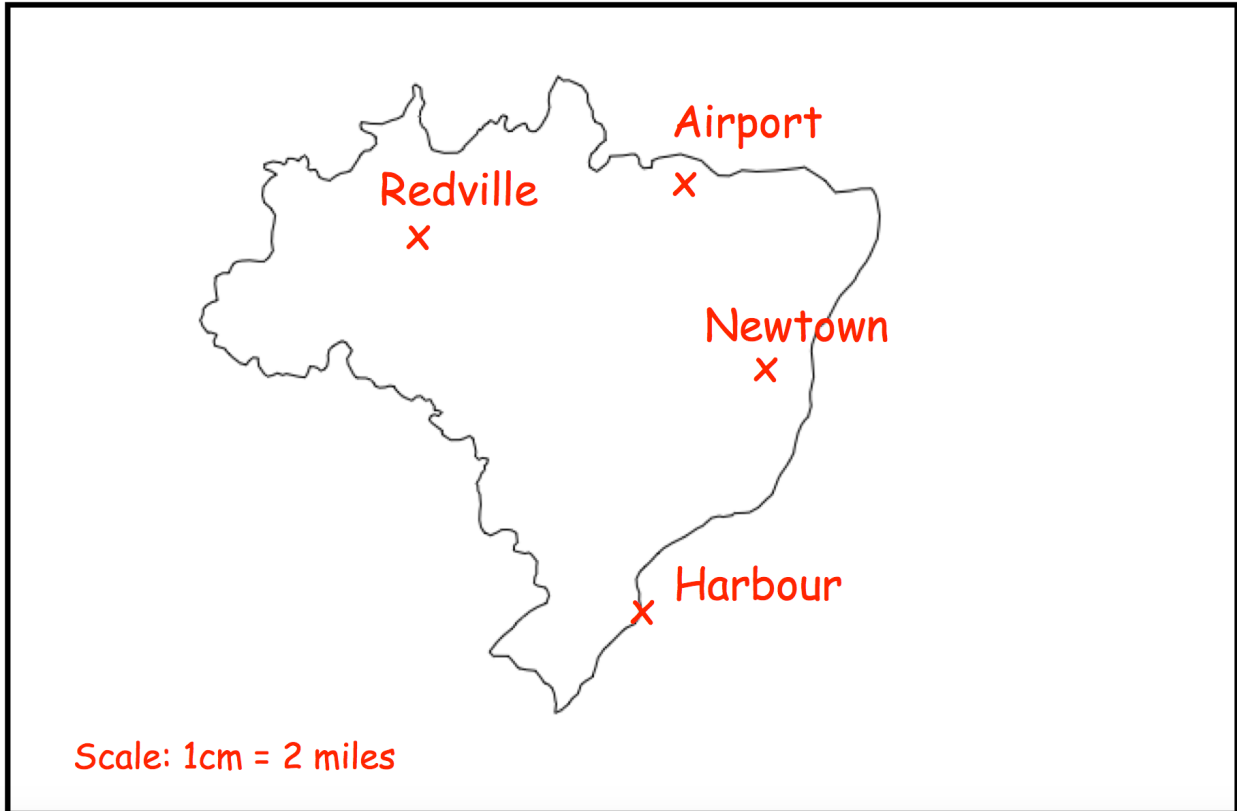 Airport
Redville
Newtown
Harbour
Scale: 1cm = 2 miles